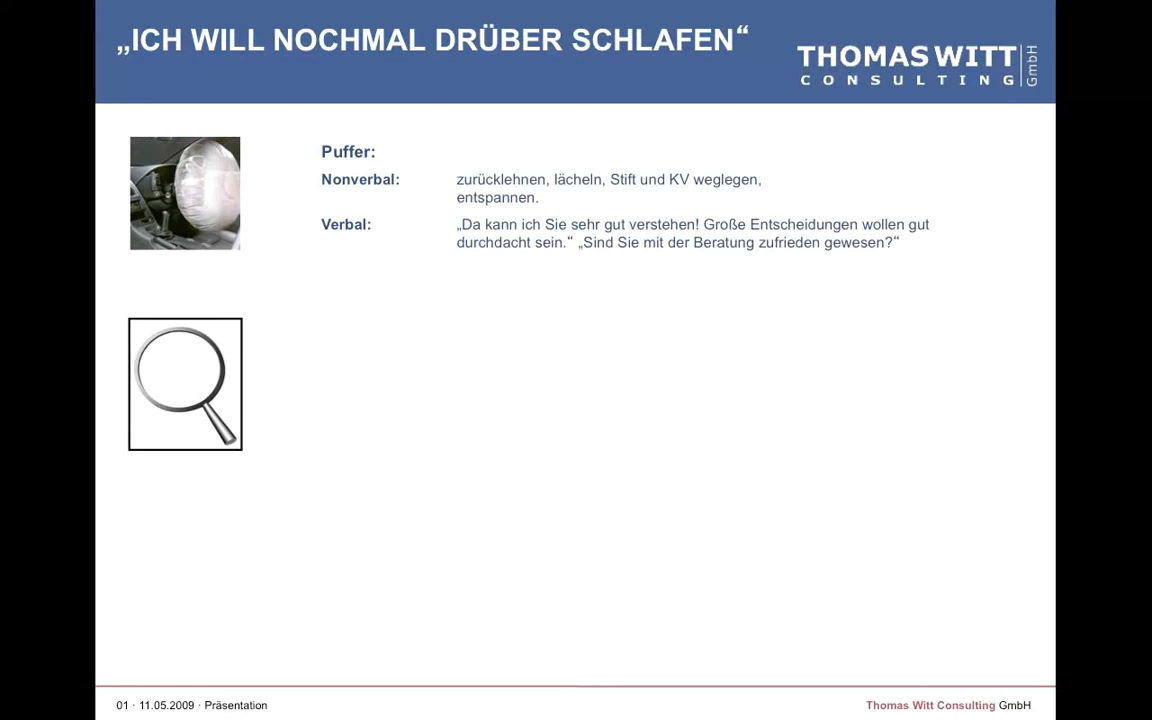 „ICH WILL NOCHMAL DRÜBER SCHLAFEN“
THOMAS WITT
CONSULTING
GmbH
Puffer:
Nonverbal: zurücklehnen, lächeln, Stift und KV weglegen,
entspannen.
Verbal: „Da kann ich Sie sehr gut verstehen! Große Entscheidungen wollen gut
durchdacht sein.“ „Sind Sie mit der Beratung zufrieden gewesen?“
01 · 11.05.2009 · Präsentation
Thomas Witt Consulting GmbH